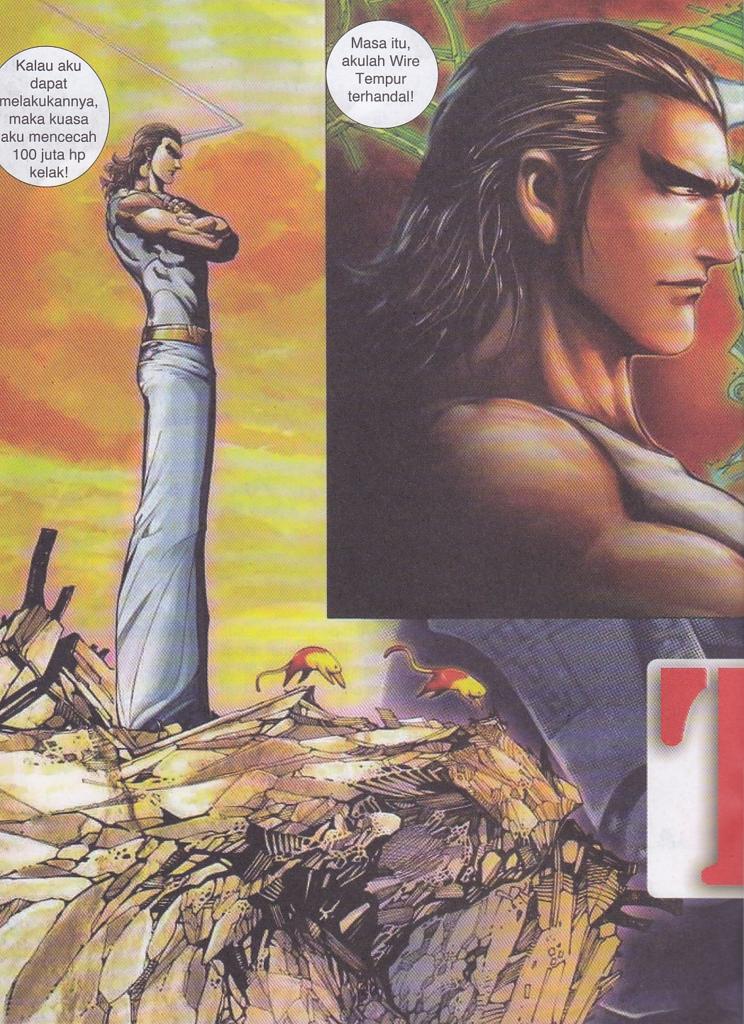 Kalau aku
dapat
melakukannya,
maka kuasa
aku mencecah
100 juta hp
kelak!
Masa itu,
akulah Wire
Tempur
terhandal!